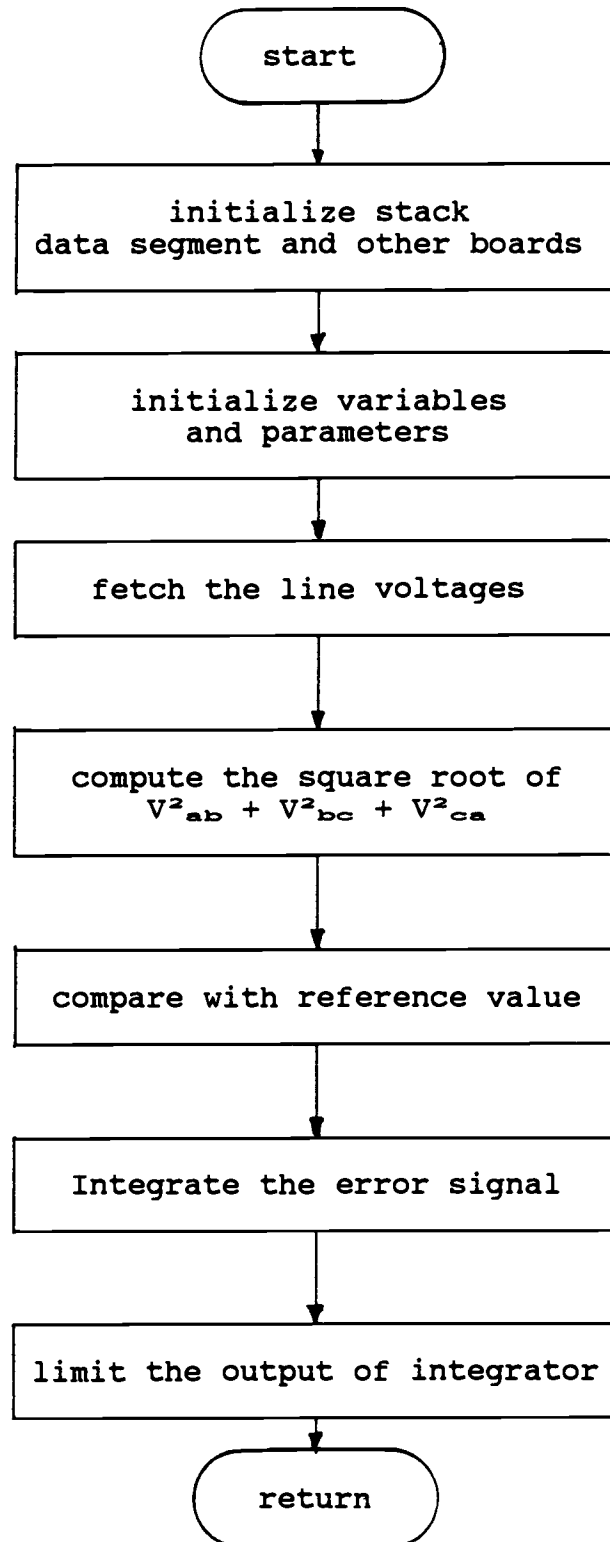 start
initialize stack
data segment and other boards
initialize variables
and parameters
fetch the line voltages
compute the square root of
V²ab + V²bc + V²ca
compare with reference value
Integrate the error signal
limit the output of integrator
return